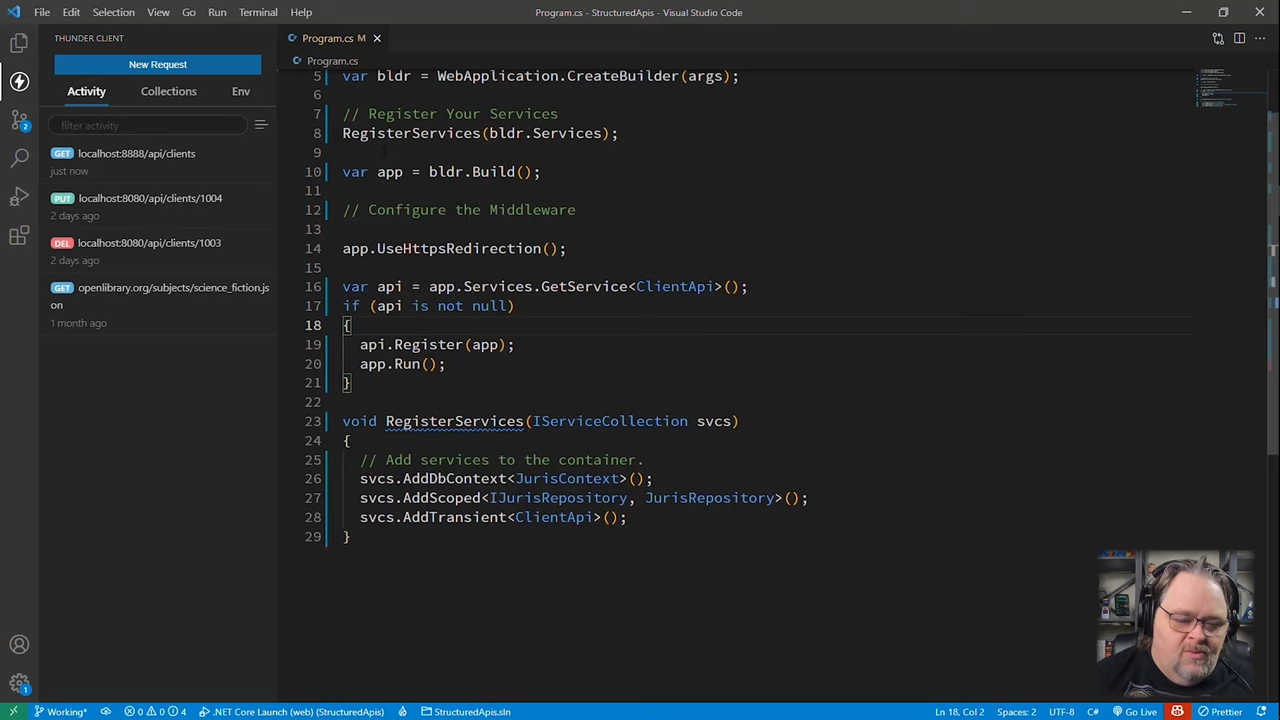 File Edit Selection View Go Run Terminal Help
Program.cs - StructuredApis - Visual Studio Code
THUNDER CLIENT
New Request
Activity Collections Env
filter activity
GET localhost:8888/api/clients
just now
PUT localhost:8080/api/clients/1004
2 days ago
DEL localhost:8080/api/clients/1003
2 days ago
GET openlibrary.org/subjects/science_fiction.js
on
1 month ago
Program.cs M
Program.cs
5 var bldr = WebApplication.CreateBuilder(args);
6
7 // Register Your Services
8 RegisterServices(bldr.Services);
9
10 var app = bldr.Build();
11
12 // Configure the Middleware
13
14 app.UseHttpsRedirection();
15
16 var api = app.Services.GetService<ClientApi>();
17 if (api is not null)
18 {
19 api.Register(app);
20 app.Run();
21 }
22
23 void RegisterServices(IServiceCollection svcs)
24 {
25 // Add services to the container.
26 svcs.AddDbContext<JurisContext>();
27 svcs.AddScoped<IJurisRepository, JurisRepository>();
28 svcs.AddTransient<ClientApi>();
29 }
2
1
Working* 0 0 4 .NET Core Launch (web) (StructuredApis) StructuredApis.sln Ln 18, Col 2 Spaces: 2 UTF-8 C# Go Live Prettier